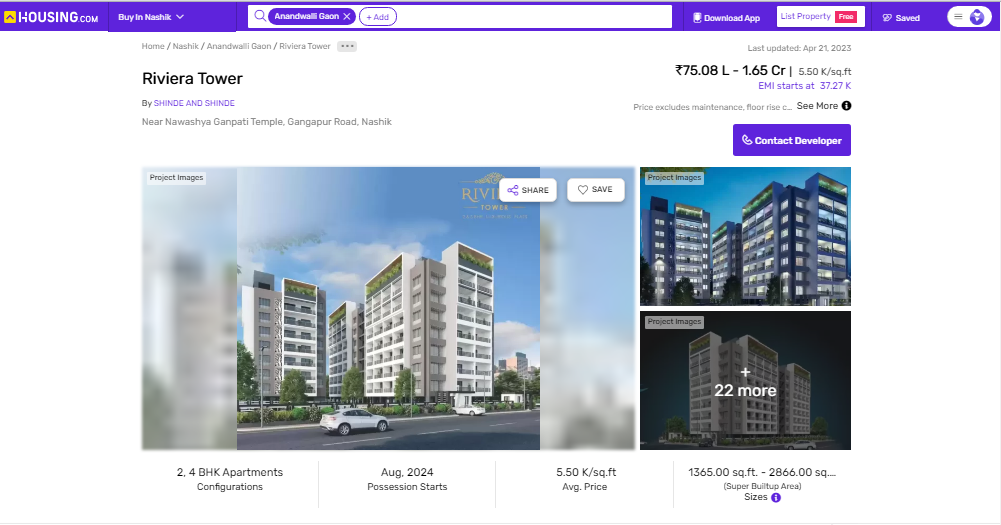 HOUSING.COM
Buy In Nashik
Anandwalli Gaon
+ Add
Download App
List Property Free
Saved
Home / Nashik / Anandwalli Gaon / Riviera Tower
Last updated: Apr 21, 2023
Riviera Tower
₹75.08 L - 1.65 Cr | 5.50 K/sq.ft
EMI starts at 37.27 K
By SHINDE AND SHINDE
Price excludes maintenance, floor rise c... See More
Near Nawashya Ganpati Temple, Gangapur Road, Nashik
Contact Developer
Project Images
SHARE
SAVE
TOWER
Project Images
Project Images
+
22 more
2, 4 BHK Apartments
Configurations
Aug, 2024
Possession Starts
5.50 K/sq.ft
Avg. Price
1365.00 sq.ft. - 2866.00 sq....
(Super Builtup Area)
Sizes